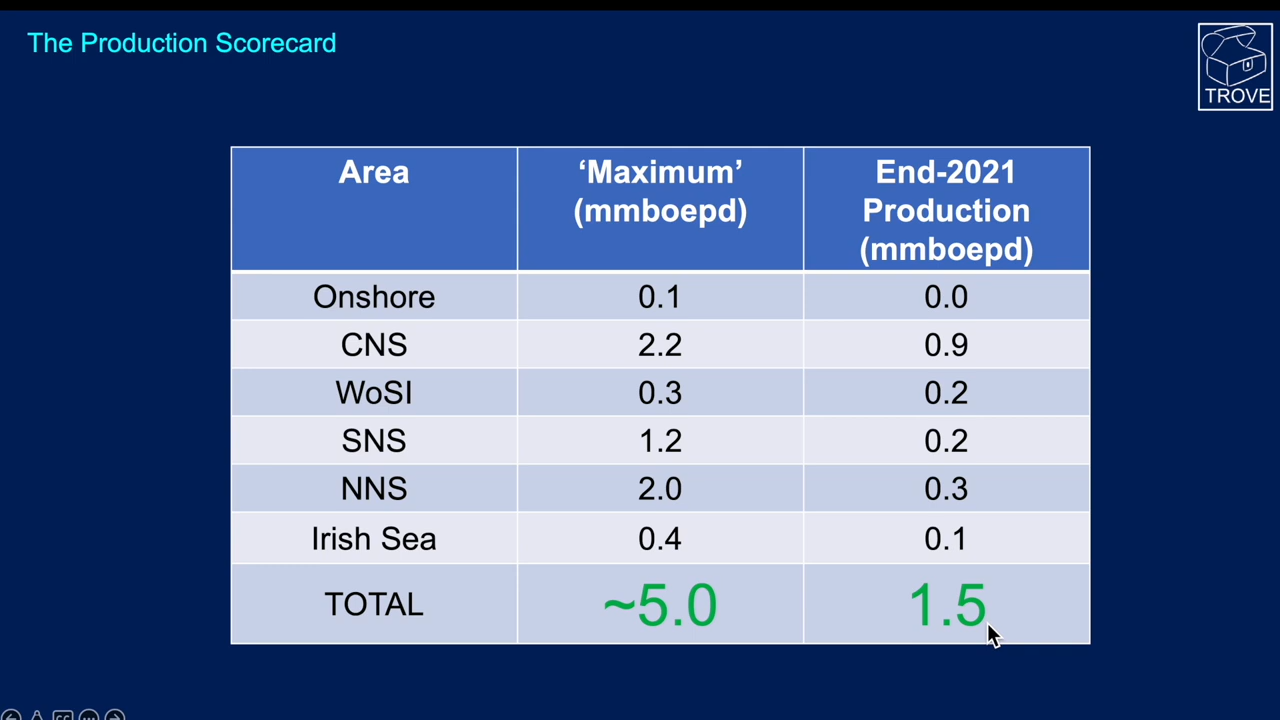 The Production Scorecard
TROVE
Area ‘Maximum’ (mmboepd) End-2021 Production (mmboepd)
Onshore 0.1 0.0
CNS 2.2 0.9
WoSI 0.3 0.2
SNS 1.2 0.2
NNS 2.0 0.3
Irish Sea 0.4 0.1
TOTAL ~5.0 1.5